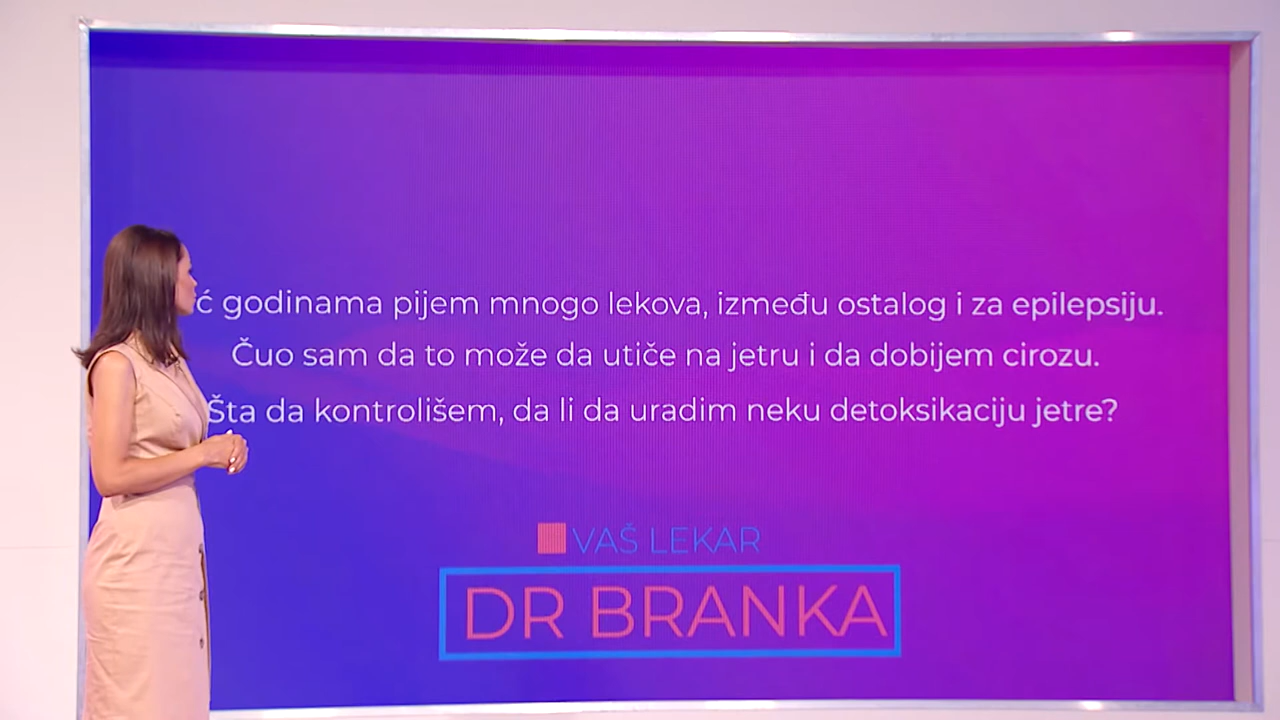 godinama pijem mnogo lekova, između ostalog i za epilepsiju.
Čuo sam da to može da utiče na jetru i da dobijem cirozu.
Šta da kontrolišem, da li da uradim neku detoksikaciju jetre?
VAŠ LEKAR
DR BRANKA